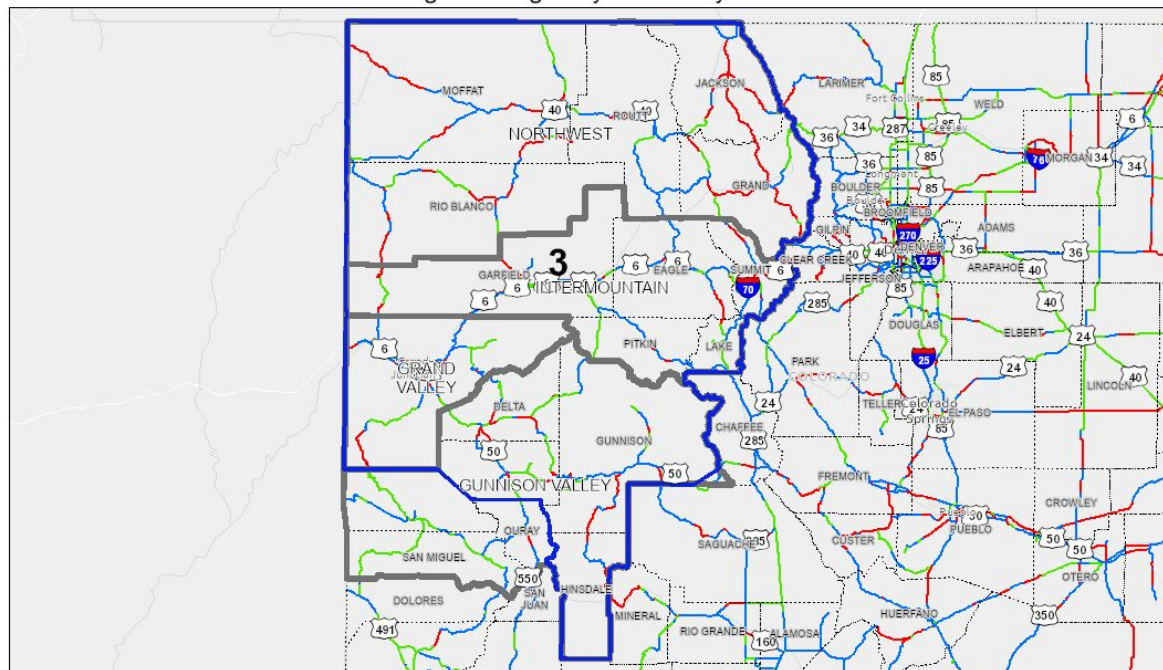 MOFFAT
40
ROUTT
NORTHWEST
JACKSON
LARIMER
Fort Collins
85
WELD
36
34
287
85
Greeley
6
36
Longmont
85
76
MORGAN
34
34
BOULDER
Boulder
85
GRAND
RIO BLANCO
BROOMFIELD
GILPIN
270
ADAMS
3
GARFIELD
6
6
6
6
EAGLE
INTERMOUNTAIN
SUMMIT
6
70
CLEAR CREEK
40
40
DENVER
225
36
36
ARAPAHOE
40
JEFFERSON
85
285
DOUGLAS
40
ELBERT
24
6
GRAND
VALLEY
PITKIN
LAKE
PARK
COLORADO
25
24
40
LINCOLN
DELTA
24
TELLER
Colorado
Springs
24
EL PASO
85
CHAFFEE
285
GUNNISON
50
50
GUNNISON VALLEY
FREMONT
CROWLEY
OURAY
Pueblo
50
PUEBLO
50
50
SAGUACHE
285
CUSTER
SAN MIGUEL
550
SAN
JUAN
HINSDALE
OTERO
DOLORES
MINERAL
HUERFANO
350
491
RIO GRANDE
160
ALAMOSA